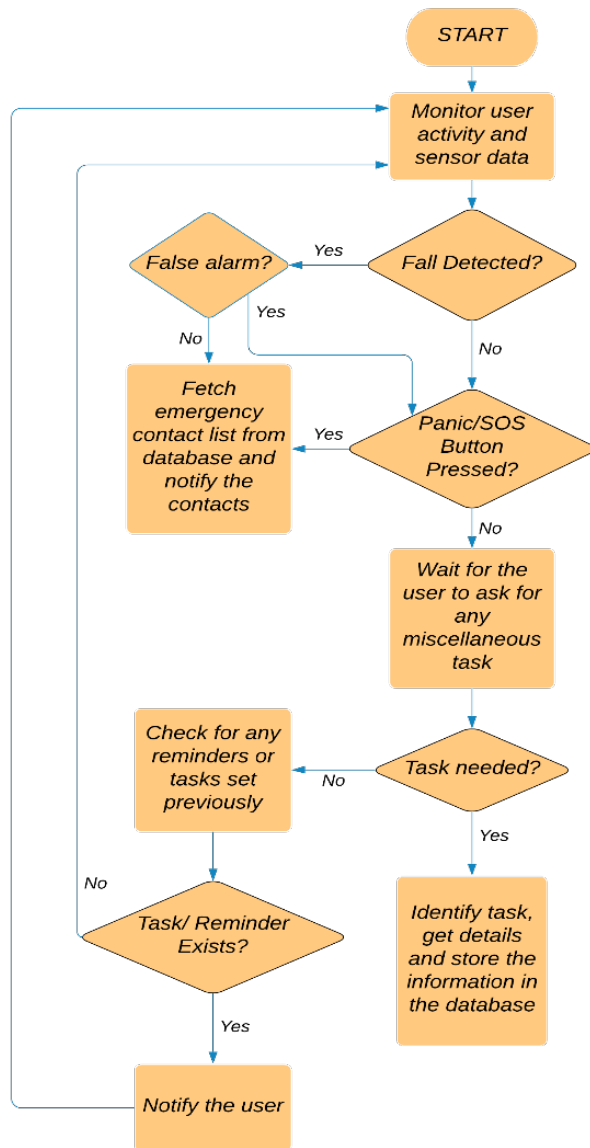 START
Monitor user
activity and
sensor data
False alarm?
Yes
Fall Detected?
Yes
No
No
Fetch
emergency
contact list from
database and
notify the
contacts
Yes
Panic/SOS
Button
Pressed?
No
Wait for the
user to ask for
any
miscellaneous
task
Check for any
reminders or
tasks set
previously
No
Task needed?
Yes
No
Task/ Reminder
Exists?
Identify task,
get details
and store the
information in
the database
Yes
Notify the user